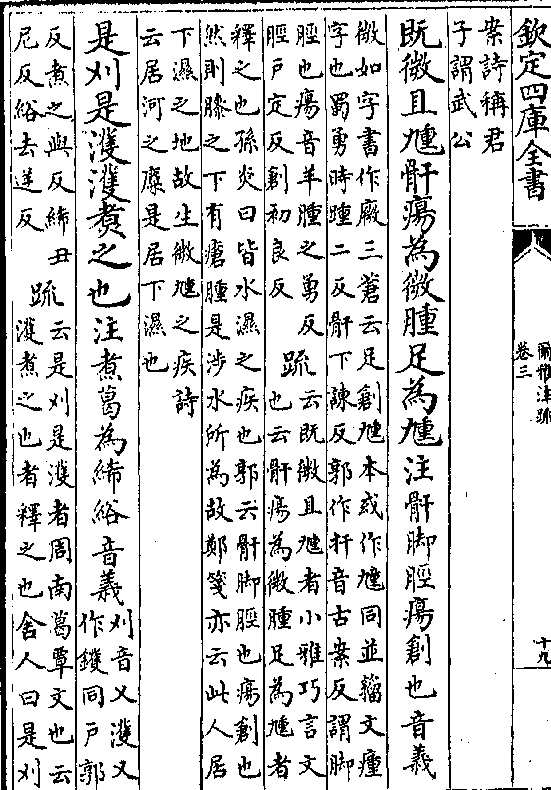 欽定四庫全書
爾雅注疏
卷三
十九
案詩稱君
子謂武公
既微且尰骭瘍為微腫足為尰注骭脚脛瘍創也音義
微如字書作癓三蒼云足創尰本或作㿈同並籀文瘇
字也蜀勇時踵二反骭下諫反郭作扞音古案反謂脚
脛也瘍音羊腫之勇反
脛戸定反創初良反
疏
云既微且尰者小雅巧言文
也云骭瘍為微腫足為尰者
釋之也孫炎曰皆水濕之疾也郭云骭脚脛也瘍創也
然則膝之下有瘡腫是涉水所為故鄭箋亦云此人居
下濕之地故生微尰之疾詩
云居河之麋是居下濕也
是刈是濩濩煮之也注煮葛為絺綌音義
刈音乂濩又
作鑊同戸郭
反煮之與反絺丑
尼反綌去逆反
疏
云是刈是濩者周南葛覃文也云
濩煮之也者釋之也舍人曰是刈